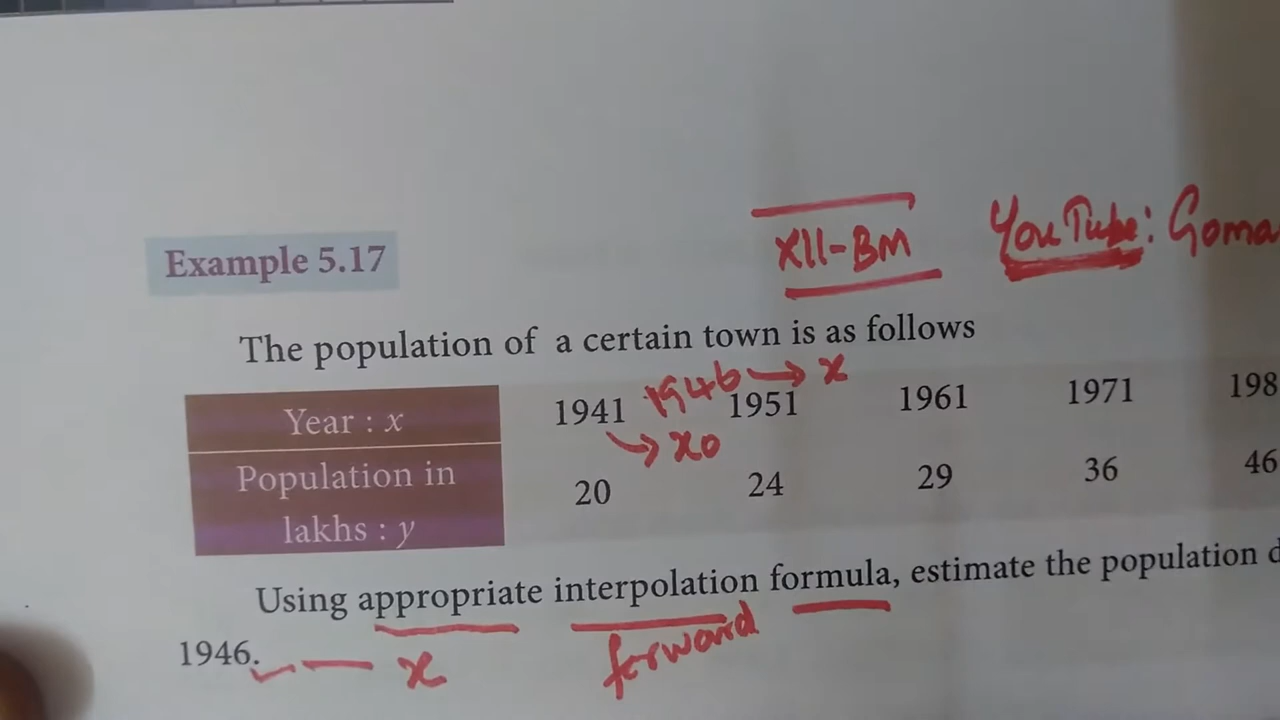 XII-BM YouTube: Goma
Example 5.17
The population of a certain town is as follows
1946 → x
Year : x 1941 1951 1961 1971 198
→ x0
Population in lakhs : y 20 24 29 36 46
Using appropriate interpolation formula, estimate the population d
1946. — x forward